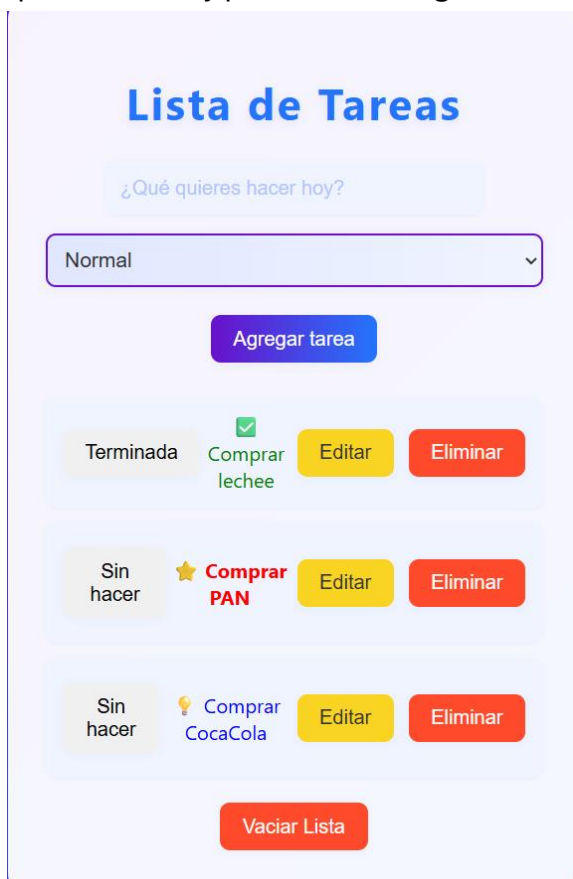 Lista de Tareas
¿Qué quieres hacer hoy?
Normal
Agregar tarea
Terminada
✅
Comprar
lechee
Editar
Eliminar
Sin
hacer
⭐ Comprar
PAN
Editar
Eliminar
Sin
hacer
💡 Comprar
CocaCola
Editar
Eliminar
Vaciar Lista